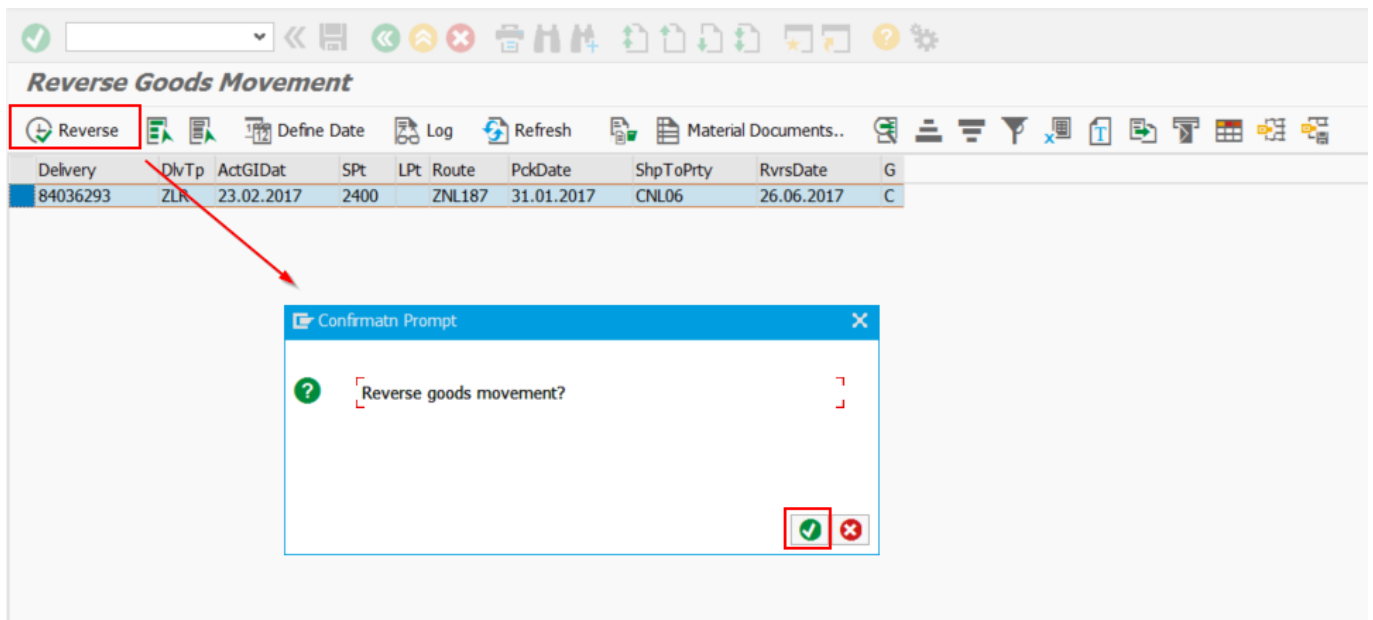 Reverse Goods Movement
Reverse Define Date Log Refresh Material Documents..
Delivery DlvTp ActGIDat SPt LPt Route PckDate ShpToPrty RvrsDate G
84036293 ZLR 23.02.2017 2400 ZNL187 31.01.2017 CNL06 26.06.2017 C
Confirmatn Prompt
Reverse goods movement?